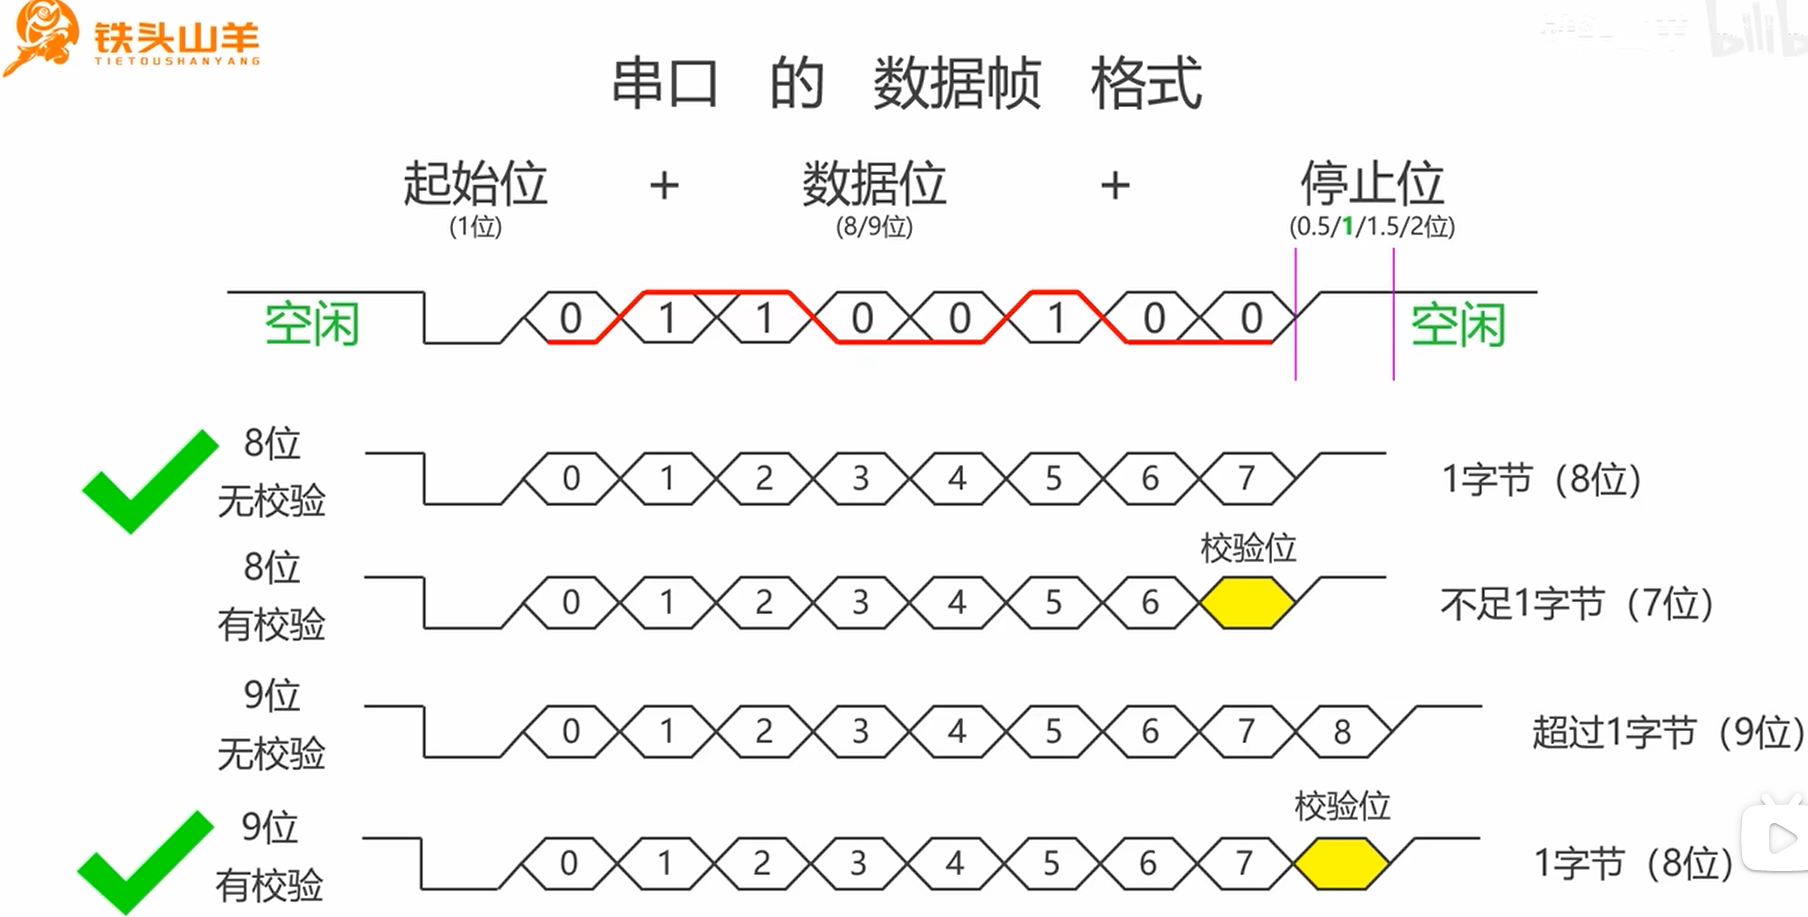 铁头山羊
TIETOUSHANYANG
bilib
串口 的 数据帧 格式
起始位 + 数据位 + 停止位
(1位) (8/9位) (0.5/1/1.5/2位)
空闲 0 1 1 0 0 1 0 0 空闲
8位
无校验
0 1 2 3 4 5 6 7
1字节（8位）
校验位
8位
有校验
0 1 2 3 4 5 6
不足1字节（7位）
9位
无校验
0 1 2 3 4 5 6 7 8
超过1字节（9位）
校验位
9位
有校验
0 1 2 3 4 5 6 7
1字节（8位）